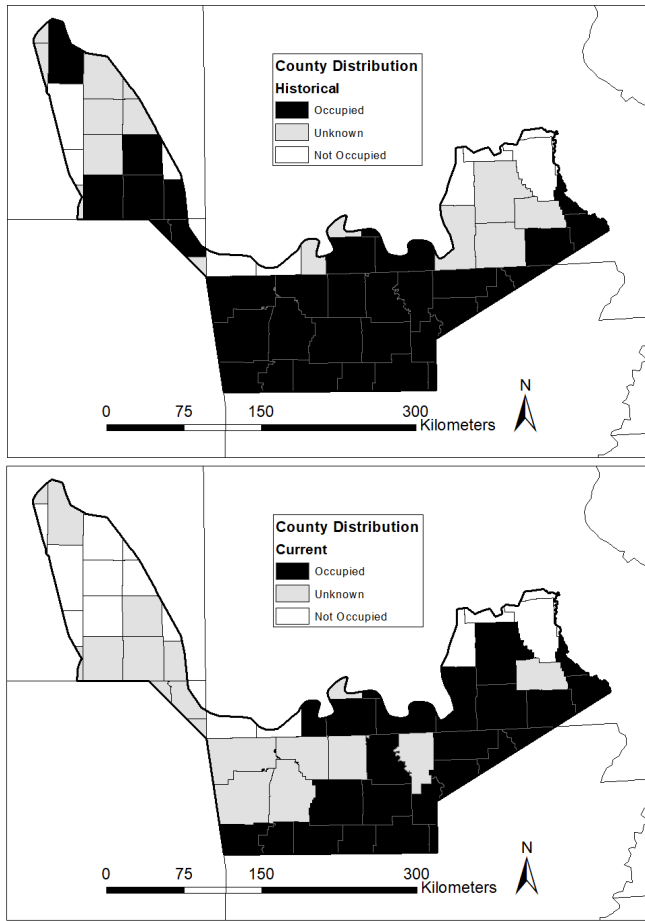 County Distribution
Historical
Occupied
Unknown
Not Occupied
N
0 75 150 300
Kilometers
County Distribution
Current
Occupied
Unknown
Not Occupied
N
0 75 150 300
Kilometers